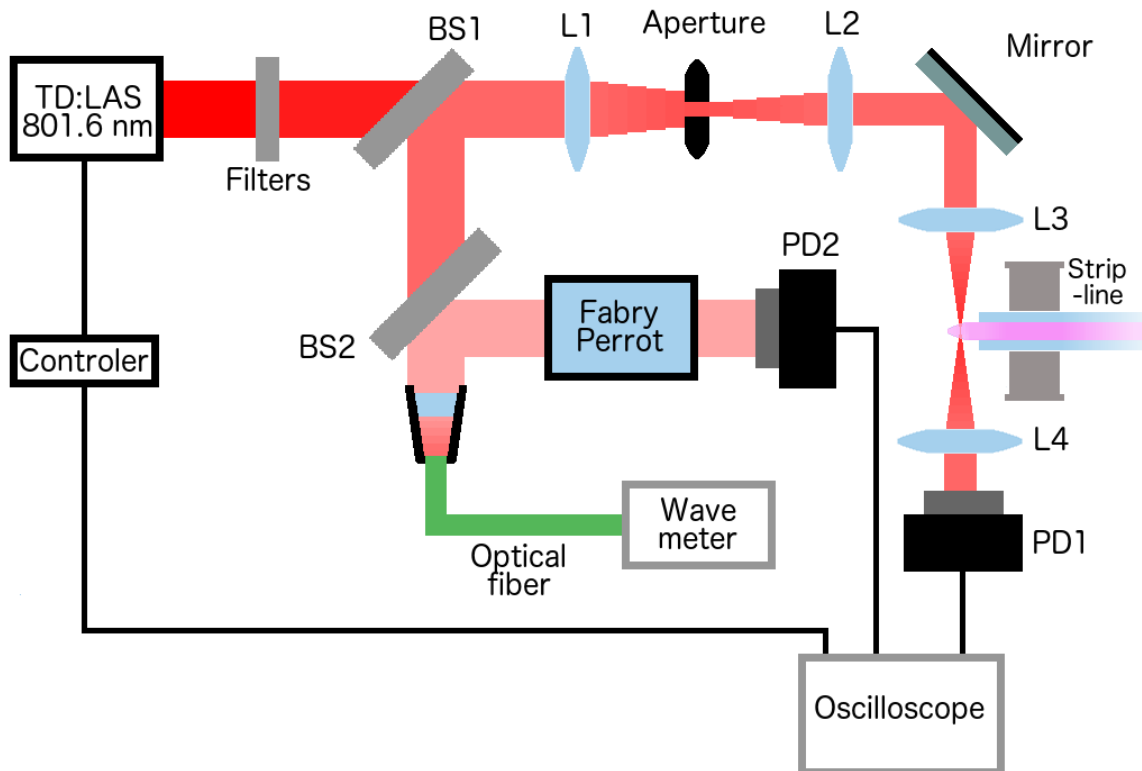 BS1
L1
Aperture
L2
Mirror
TD:LAS
801.6 nm
Filters
L3
PD2
Strip
-line
BS2
Fabry
Perrot
Controler
L4
Wave
meter
PD1
Optical
fiber
Oscilloscope